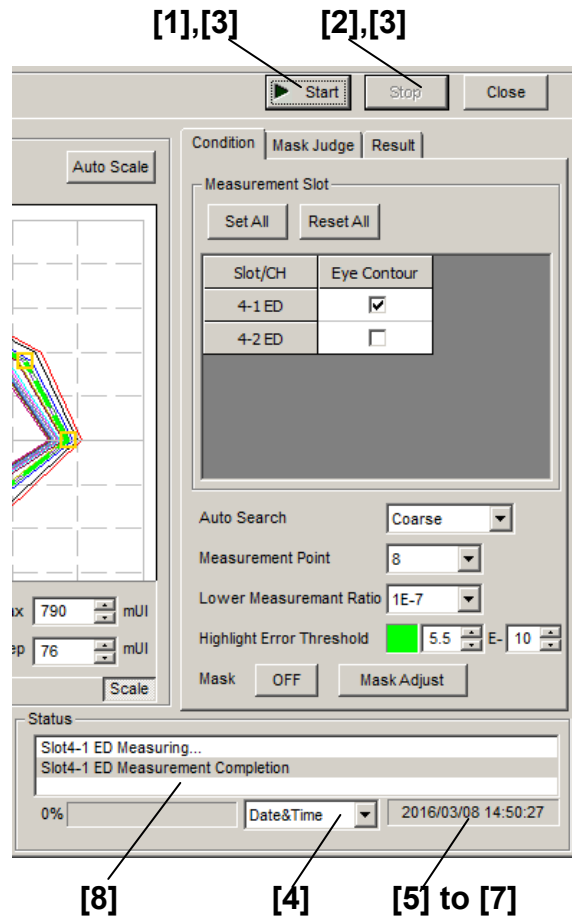 [1],[3] [2],[3]
Start Stop Close
Auto Scale
Condition Mask Judge Result
Measurement Slot
Set All Reset All
Slot/CH Eye Contour
4-1 ED
4-2 ED
Auto Search Coarse
Measurement Point 8
ax 790 mUI Lower Measuremant Ratio 1E-7
ep 76 mUI Highlight Error Threshold 5.5 E- 10
Scale Mask OFF Mask Adjust
Status
Slot4-1 ED Measuring...
Slot4-1 ED Measurement Completion
0% Date&Time 2016/03/08 14:50:27
[8] [4] [5] to [7]